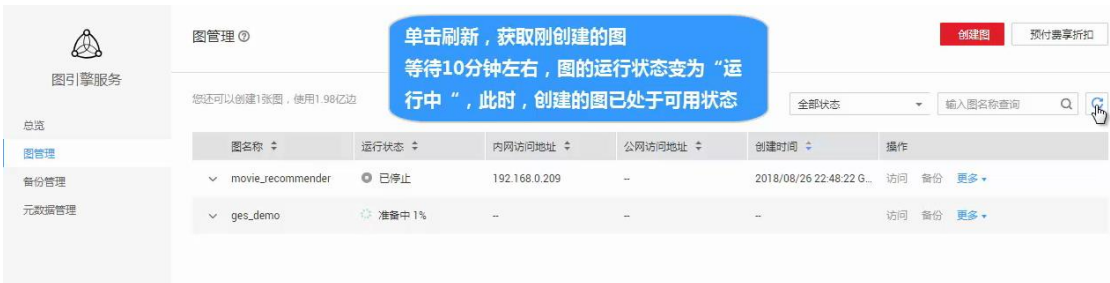 图引擎服务
总览
图管理
备份管理
元数据管理
图管理
单击刷新，获取刚创建的图
等待10分钟左右，图的运行状态变为“运
行中“，此时，创建的图已处于可用状态
创建图 预付费享折扣
您还可以创建1张图，使用1.98亿边
全部状态 输入图名称查询
图名称 运行状态 内网访问地址 公网访问地址 创建时间 操作
movie_recommender 已停止 192.168.0.209 -- 2018/08/26 22:48:22 G... 访问 备份 更多
ges_demo 准备中 1% -- -- -- 访问 备份 更多